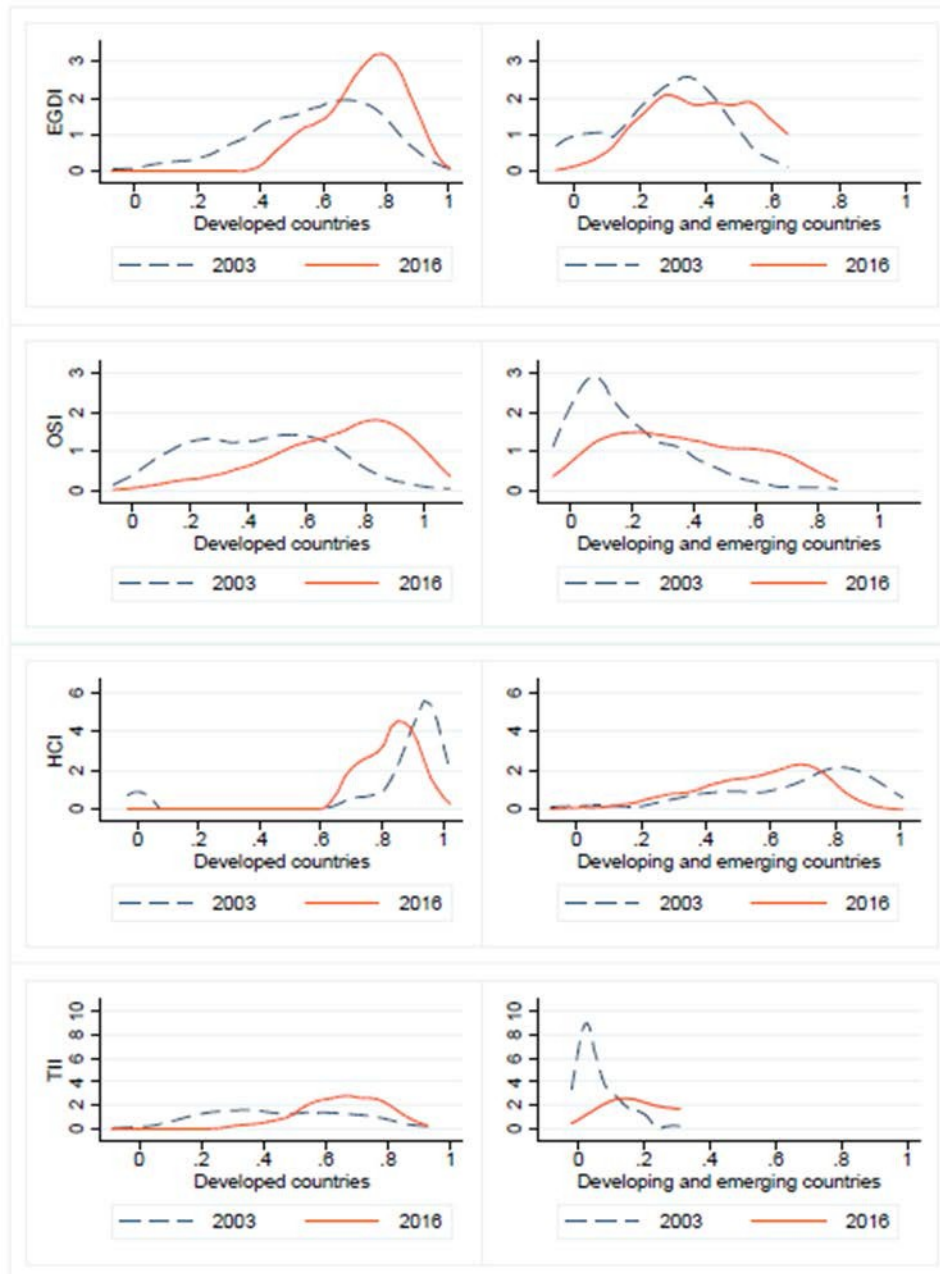 EGDI
3
2
1
0
0 .2 .4 .6 .8 1
Developed countries
2003 2016
3
2
1
0
0 .2 .4 .6 .8 1
Developing and emerging countries
2003 2016
OSI
3
2
1
0
0 .2 .4 .6 .8 1
Developed countries
2003 2016
3
2
1
0
0 .2 .4 .6 .8 1
Developing and emerging countries
2003 2016
HCI
6
4
2
0
0 .2 .4 .6 .8 1
Developed countries
2003 2016
6
4
2
0
0 .2 .4 .6 .8 1
Developing and emerging countries
2003 2016
TII
10
8
6
4
2
0
0 .2 .4 .6 .8 1
Developed countries
2003 2016
10
8
6
4
2
0
0 .2 .4 .6 .8 1
Developing and emerging countries
2003 2016